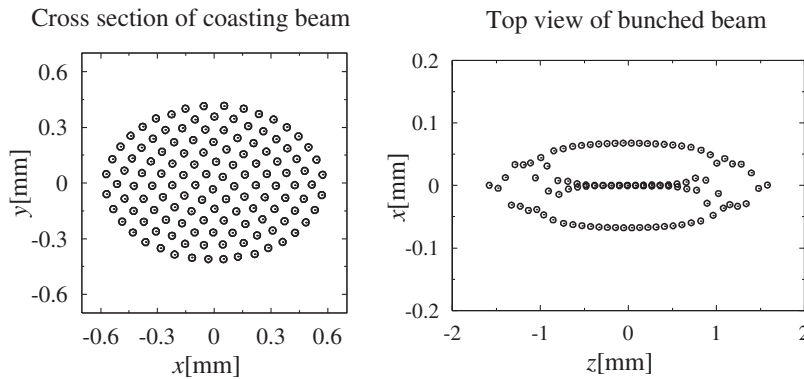 Cross section of coasting beam
0.6
0.3
0
-0.3
-0.6
y[mm]
-0.6 -0.3 0 0.3 0.6
x[mm]
Top view of bunched beam
0.2
0.1
0
-0.1
-0.2
x[mm]
-2 -1 0 1 2
z[mm]